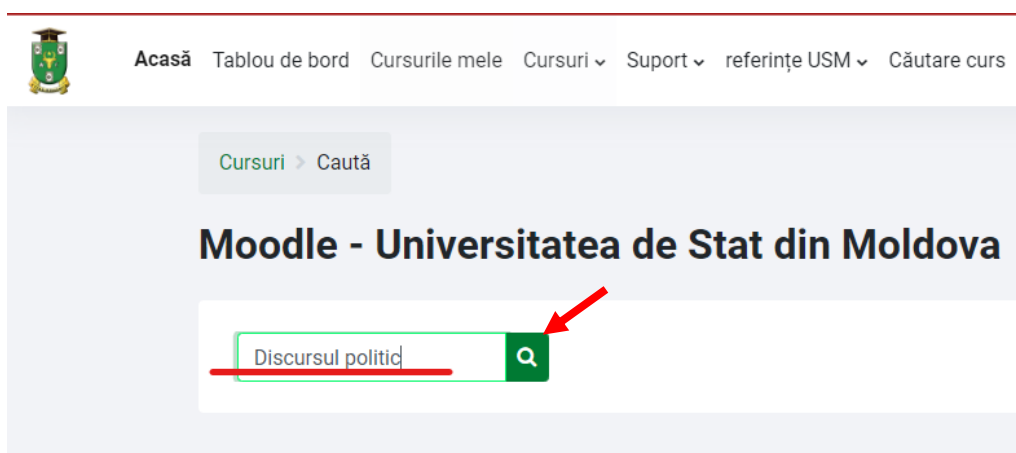 Acasă Tablou de bord Cursurile mele Cursuri Suport referințe USM Căutare curs
Cursuri > Caută
Moodle - Universitatea de Stat din Moldova
Discursul politic